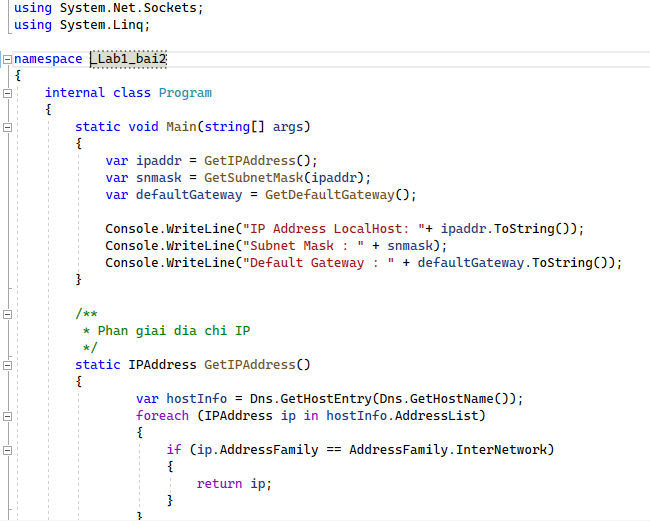 using System.Net.Sockets;
using System.Linq;
namespace _Lab1_bai2
{
internal class Program
{
static void Main(string[] args)
{
var ipaddr = GetIPAddress();
var snmask = GetSubnetMask(ipaddr);
var defaultGateway = GetDefaultGateway();
Console.WriteLine("IP Address LocalHost: "+ ipaddr.ToString());
Console.WriteLine("Subnet Mask : " + snmask);
Console.WriteLine("Default Gateway : " + defaultGateway.ToString());
}
/**
* Phan giai dia chi IP
*/
static IPAddress GetIPAddress()
{
var hostInfo = Dns.GetHostEntry(Dns.GetHostName());
foreach (IPAddress ip in hostInfo.AddressList)
{
if (ip.AddressFamily == AddressFamily.InterNetwork)
{
return ip;
}
}